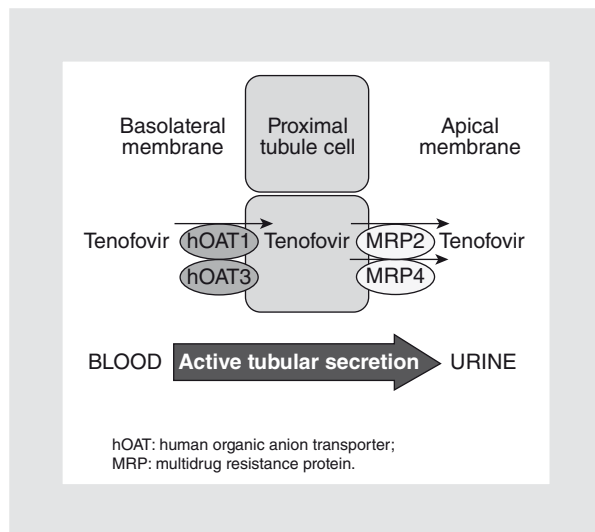 Basolateral
membrane
Proximal
tubule cell
Apical
membrane
Tenofovir
hOAT1
Tenofovir
MRP2
Tenofovir
hOAT3
MRP4
BLOOD
Active tubular secretion
URINE
hOAT: human organic anion transporter;
MRP: multidrug resistance protein.